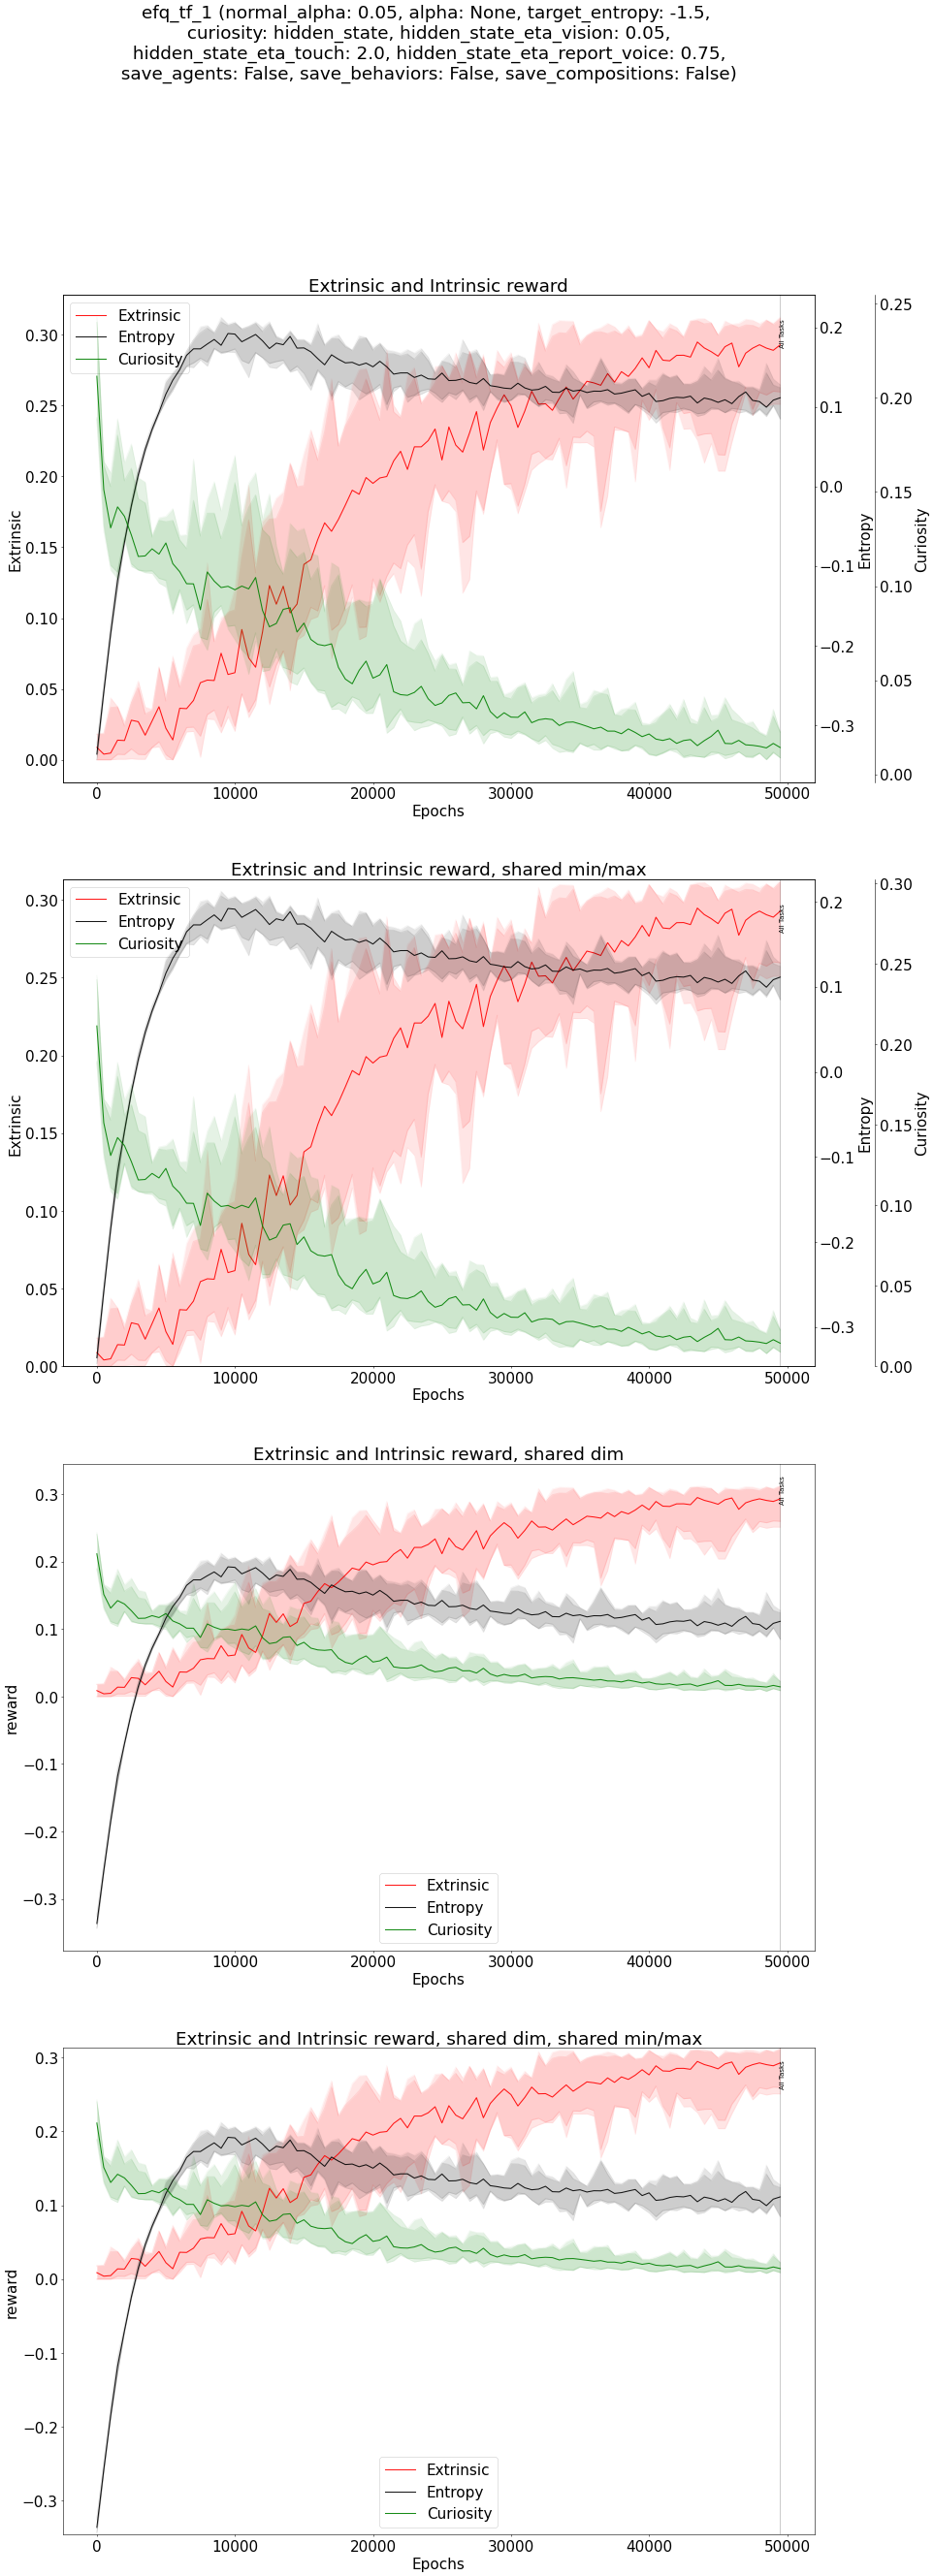 efq_tf_1 (normal_alpha: 0.05, alpha: None, target_entropy: -1.5,
curiosity: hidden_state, hidden_state_eta_vision: 0.05,
hidden_state_eta_touch: 2.0, hidden_state_eta_report_voice: 0.75,
save_agents: False, save_behaviors: False, save_compositions: False)
Extrinsic and Intrinsic reward
Extrinsic
Entropy
Curiosity
All Tasks
0.30
0.25
0.20
0.15
0.10
0.05
0.00
Extrinsic
0.2
0.1
0.0
−0.1
−0.2
−0.3
Entropy
0.25
0.20
0.15
0.10
0.05
0.00
Curiosity
0
10000
20000
30000
40000
50000
Epochs
Extrinsic and Intrinsic reward, shared min/max
Extrinsic
Entropy
Curiosity
All Tasks
0.30
0.25
0.20
0.15
0.10
0.05
0.00
Extrinsic
0.2
0.1
0.0
−0.1
−0.2
−0.3
Entropy
0.30
0.25
0.20
0.15
0.10
0.05
0.00
Curiosity
0
10000
20000
30000
40000
50000
Epochs
Extrinsic and Intrinsic reward, shared dim
All Tasks
0.3
0.2
0.1
0.0
−0.1
−0.2
−0.3
reward
Extrinsic
Entropy
Curiosity
0
10000
20000
30000
40000
50000
Epochs
Extrinsic and Intrinsic reward, shared dim, shared min/max
All Tasks
0.3
0.2
0.1
0.0
−0.1
−0.2
−0.3
reward
Extrinsic
Entropy
Curiosity
0
10000
20000
30000
40000
50000
Epochs